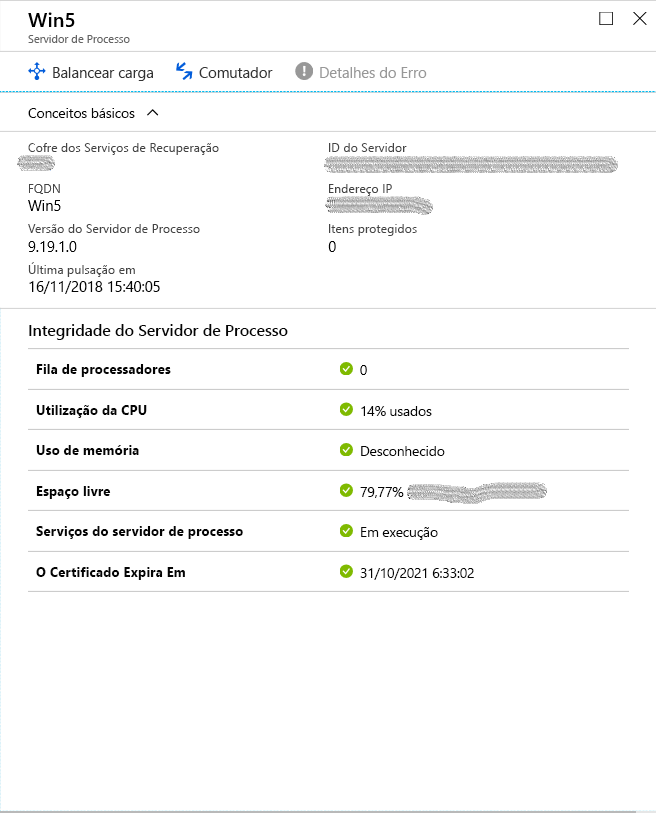 Win5
Servidor de Processo
Balancear carga
Comutador
Detalhes do Erro
Conceitos básicos
Cofre dos Serviços de Recuperação
ID do Servidor
FQDN
Win5
Endereço IP
Versão do Servidor de Processo
9.19.1.0
Itens protegidos
0
Última pulsação em
16/11/2018 15:40:05
Integridade do Servidor de Processo
Fila de processadores 0
Utilização da CPU 14% usados
Uso de memória Desconhecido
Espaço livre 79,77%
Serviços do servidor de processo Em execução
O Certificado Expira Em 31/10/2021 6:33:02